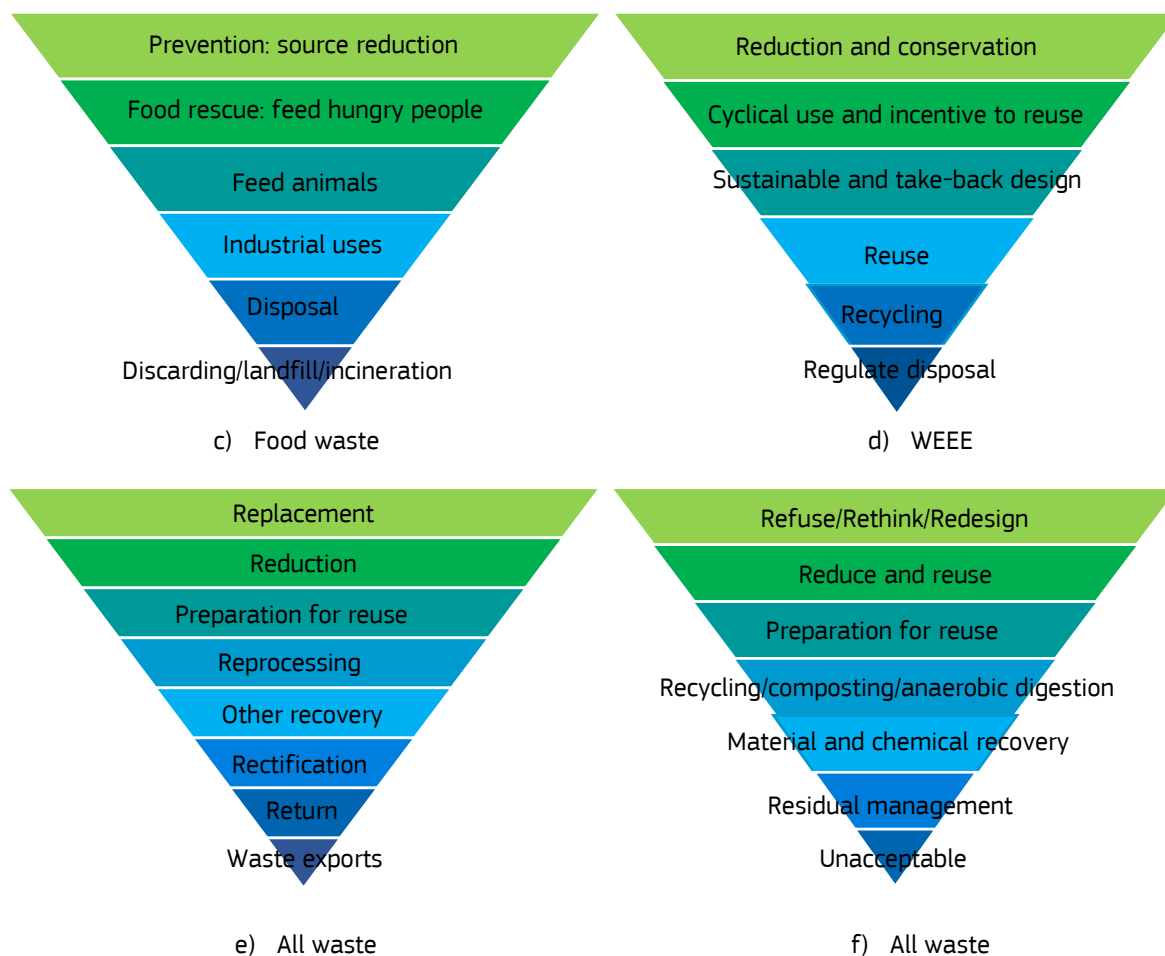 Prevention: source reduction
Food rescue: feed hungry people
Feed animals
Industrial uses
Disposal
Discarding/landfill/incineration
c) Food waste
Reduction and conservation
Cyclical use and incentive to reuse
Sustainable and take-back design
Reuse
Recycling
Regulate disposal
d) WEEE
Replacement
Reduction
Preparation for reuse
Reprocessing
Other recovery
Rectification
Return
Waste exports
e) All waste
Refuse/Rethink/Redesign
Reduce and reuse
Preparation for reuse
Recycling/composting/anaerobic digestion
Material and chemical recovery
Residual management
Unacceptable
f) All waste